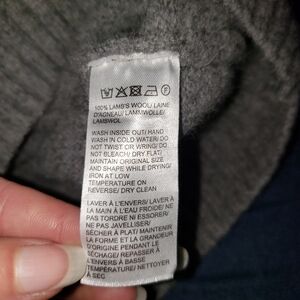 100% LAMB'S WOOL/ LAINE
D'AGNEAU/ LAMMWOLLE/
LAMSWOL
WASH INSIDE OUT/ HAND
WASH IN COLD WATER/ DO
NOT TWIST OR WRING/ DO
NOT BLEACH/ DRY FLAT/
MAINTAIN ORIGINAL SIZE
AND SHAPE WHILE DRYING/
IRON AT LOW
TEMPERATURE ON
REVERSE/ DRY CLEAN
LAVER À L'ENVERS/ LAVER À
LA MAIN À L'EAU FROIDE/ NE
PAS TORDRE NI ESSORER/
NE PAS JAVELLISER/
SÉCHER À PLAT/ MAINTENIR
LA FORME ET LA GRANDEUR
D'ORIGINE PENDANT LE
SÉCHAGE/ REPASSER À
L'ENVERS À BASSE
TEMPÉRATURE/ NETTOYER
À SEC